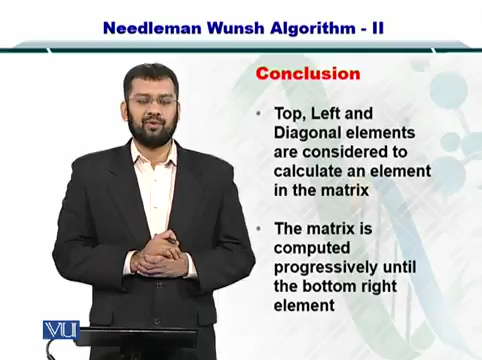 Needleman Wunsh Algorithm - II
Conclusion
• Top, Left and
Diagonal elements
are considered to
calculate an element
in the matrix
• The matrix is
computed
progressively until
the bottom right
element
VU